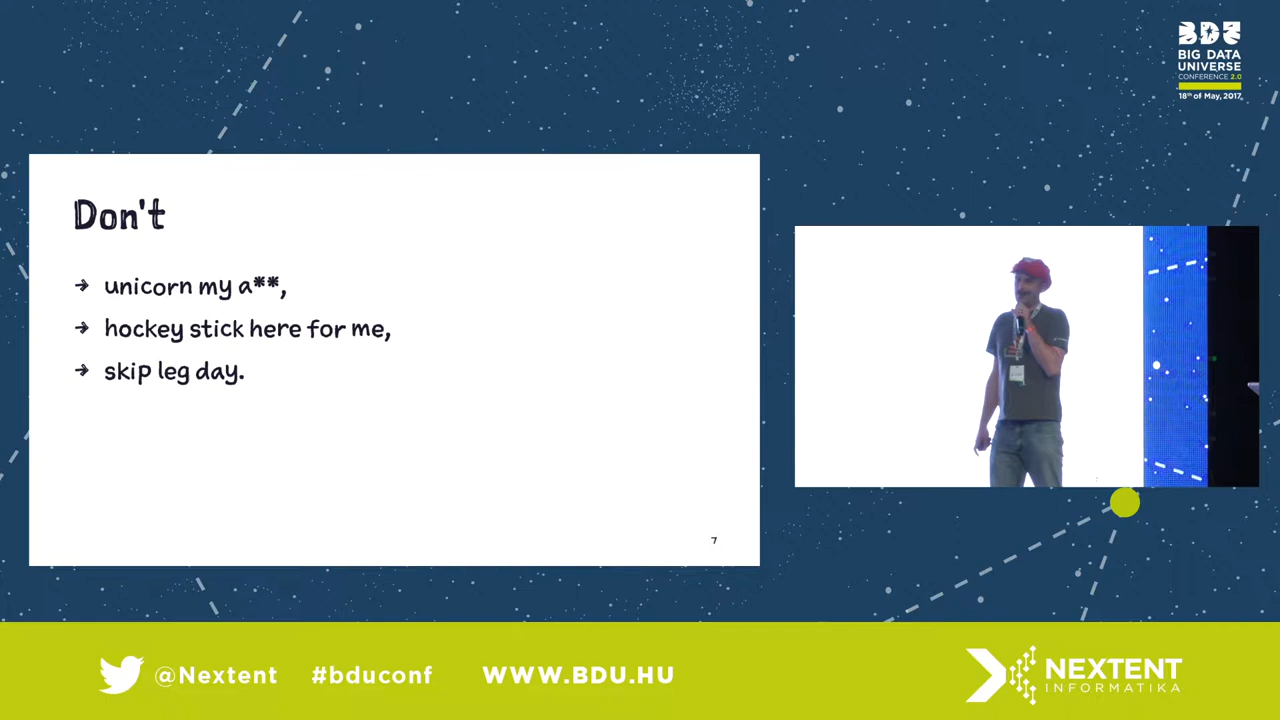 BDU
BIG DATA
UNIVERSE
CONFERENCE 2.0
18th of May, 2017
Don't
→ unicorn my a**,
→ hockey stick here for me,
→ skip leg day.
7
@Nextent #bduconf WWW.BDU.HU
NEXTENT
INFORMATIKA